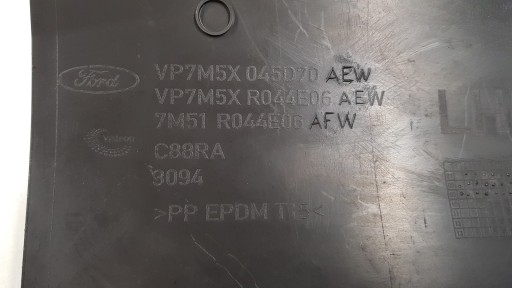 Ford
VP7M5X 045D70 AEW
VP7M5X R044E06 AEW
7M51 R044E06 AFW
C88RA
3094
>PP EPDM